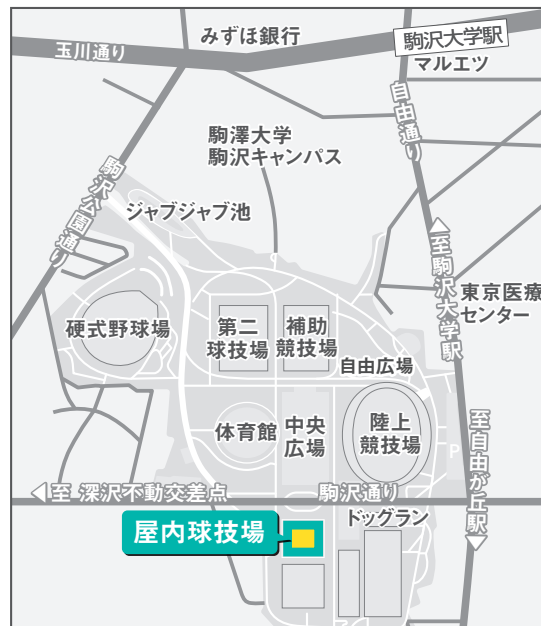 みずほ銀行
玉川通り
駒沢大学駅
マルエツ
自由通り
駒澤大学
駒沢キャンパス
駒沢公園通り
ジャブジャブ池
至駒沢大学駅
東京医療
センター
硬式野球場
第二
球技場
補助
競技場
自由広場
体育館
中央
広場
陸上
競技場
P
至自由が丘駅
至 深沢不動交差点
駒沢通り
ドッグラン
屋内球技場